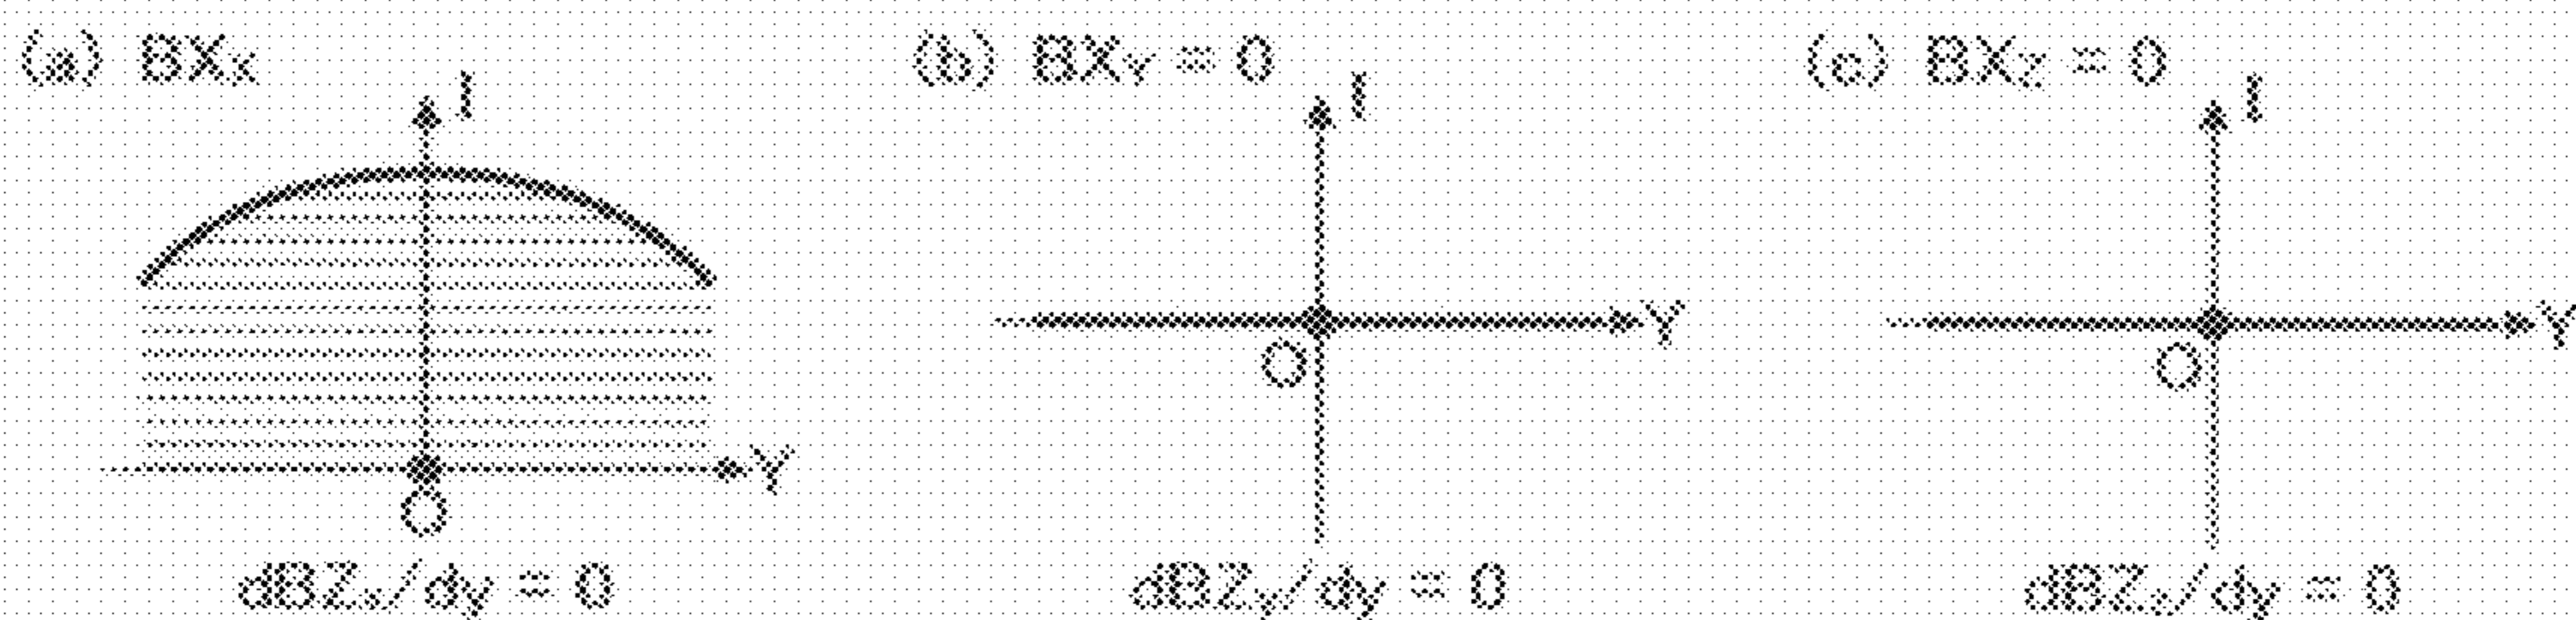 (a) BXx
(b) BXY = 0
(c) BXZ = 0
I
I
I
Y
Y
Y
O
O
O
dBZx/dy = 0
dBZY/dy = 0
dBZz/dy = 0